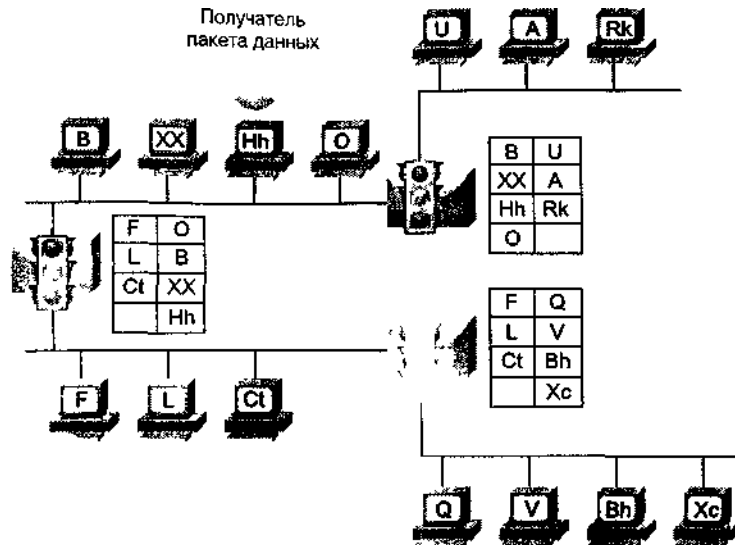 Получатель
пакета данных
U A Rk
B XX Hh O
B U
XX A
Hh Rk
O
F O
L B
Ct XX
Hh
F Q
L V
Ct Bh
Xc
F L Ct
Q V Bh Xc